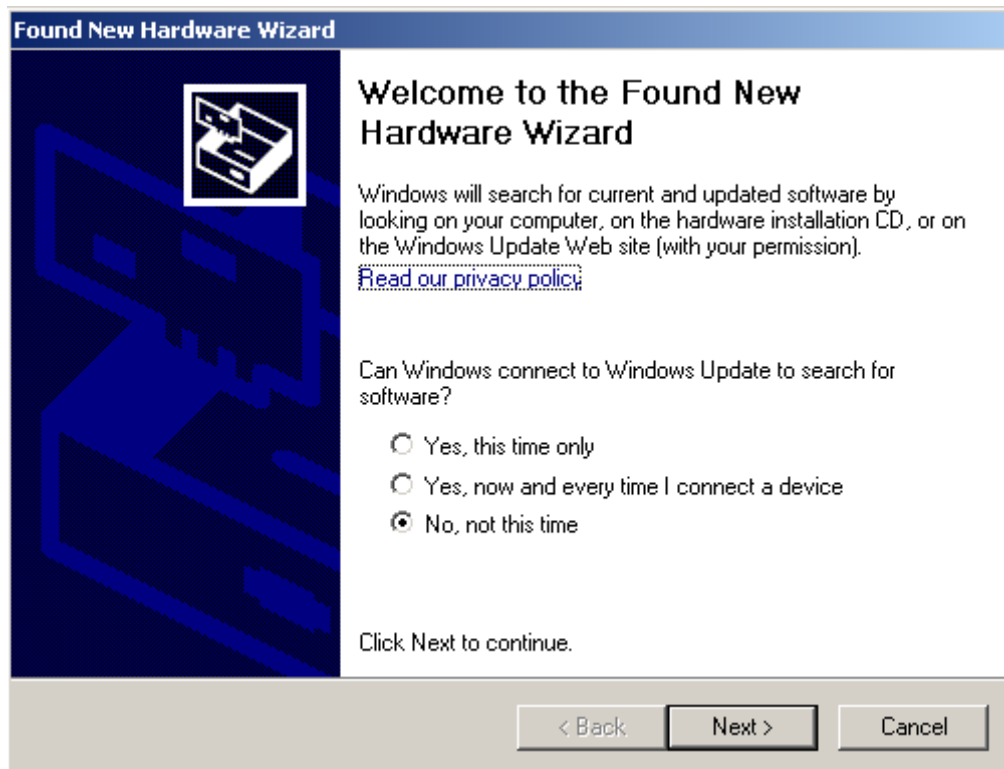 Found New Hardware Wizard
Welcome to the Found New
Hardware Wizard
Windows will search for current and updated software by
looking on your computer, on the hardware installation CD, or on
the Windows Update Web site (with your permission).
Read our privacy policy
Can Windows connect to Windows Update to search for
software?
Yes, this time only
Yes, now and every time I connect a device
No, not this time
Click Next to continue.
< Back
Next >
Cancel